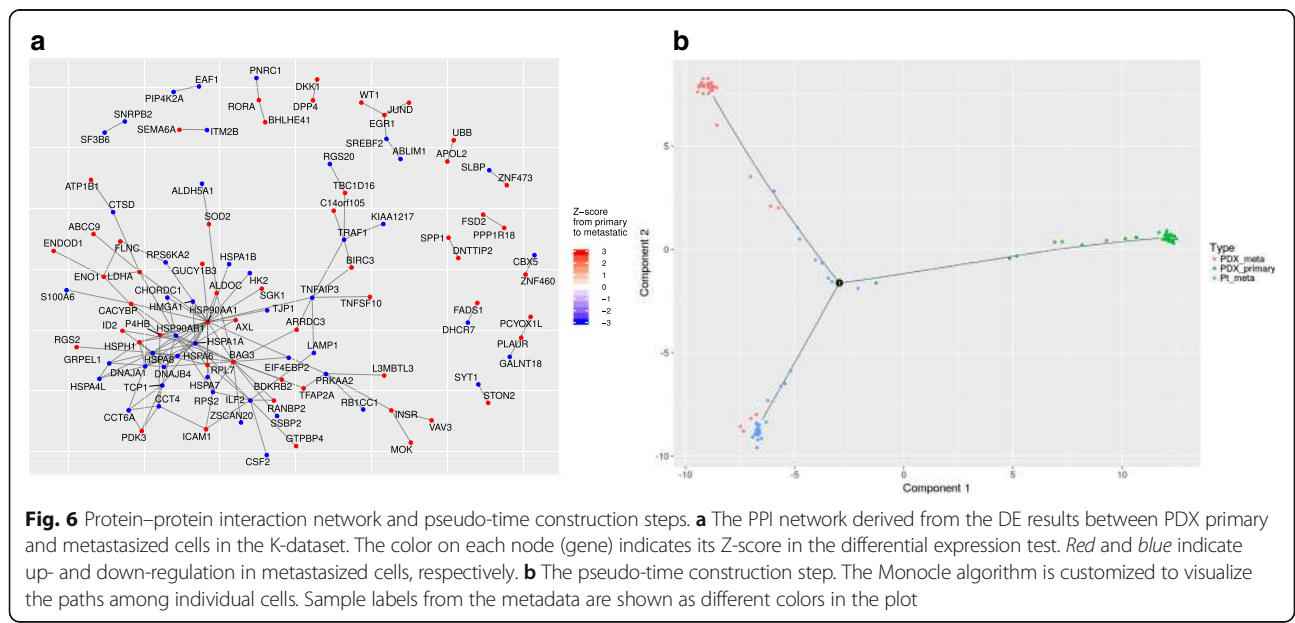 a
EAF1
PIP4K2A
PNRC1
DKK1
RORA
DPP4
BHLHE41
WT1
JUND
EGR1
SNRPB2
SF3B6
SEMA6A
ITM2B
SREBF2
ABLIM1
UBB
APOL2
SLBP
ZNF473
RGS20
ATP1B1
ALDH5A1
TBC1D16
CTSD
C14orf105
SOD2
KIAA1217
ABCC9
TRAF1
FSD2
PPP1R18
SPP1
DNTTIP2
ENDOD1
FLNC
RPS6KA2
HSPA1B
BIRC3
CBX5
ZNF460
ENO1
LDHA
GUCY1B3
HK2
S100A6
CHORDC1
ALDOC
SGK1
TNFAIP3
TNFSF10
HMGA1
HSP90AA1
TJP1
FADS1
DHCR7
CACYBP
ID2
P4HB
HSP90AB1
AXL
ARRDC3
PCYOX1L
PLAUR
GALNT18
RGS2
HSPH1
HSPA1A
LAMP1
GRPEL1
HSPA8
HSPA6
BAG3
EIF4EBP2
DNAJA1
DNAJB4
RPL7
PRKAA2
L3MBTL3
HSPA4L
TCP1
HSPA7
BDKRB2
TFAP2A
SYT1
STON2
CCT4
RPS2
ILF2
RANBP2
RB1CC1
CCT6A
ZSCAN20
SSBP2
INSR
VAV3
PDK3
ICAM1
GTPBP4
MOK
CSF2
Z−score
from primary
to metastatic
3
2
1
0
−1
−2
−3
b
5
0
-5
-10
-10
-5
0
5
10
Component 2
Component 1
Type
PDX_meta
PDX_primary
Pt_meta
1
Fig. 6 Protein–protein interaction network and pseudo-time construction steps. a The PPI network derived from the DE results between PDX primary
and metastasized cells in the K-dataset. The color on each node (gene) indicates its Z-score in the differential expression test. Red and blue indicate
up- and down-regulation in metastasized cells, respectively. b The pseudo-time construction step. The Monocle algorithm is customized to visualize
the paths among individual cells. Sample labels from the metadata are shown as different colors in the plot